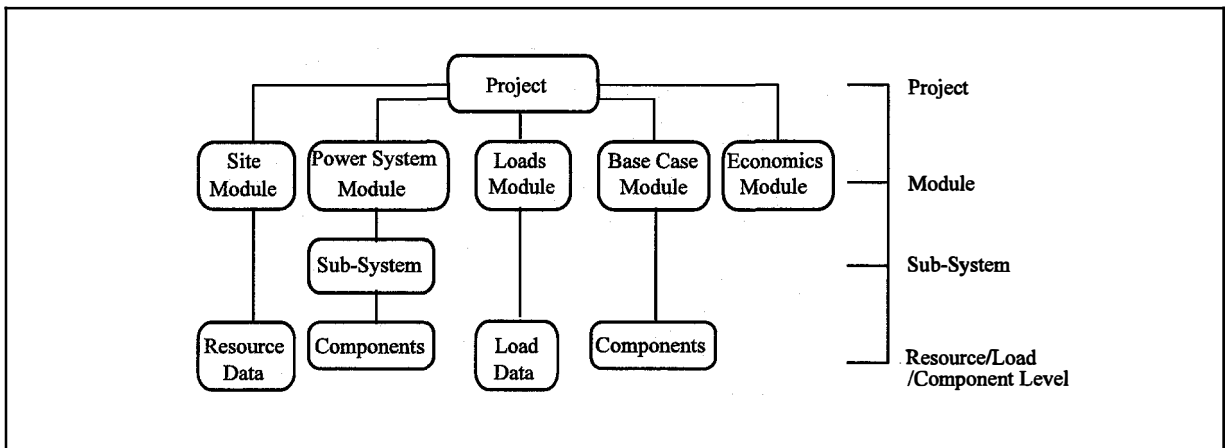 Project
Project
Site
Module
Power System
Module
Loads
Module
Base Case
Module
Economics
Module
Module
Sub-System
Sub-System
Resource
Data
Components
Load
Data
Components
Resource/Load
/Component Level